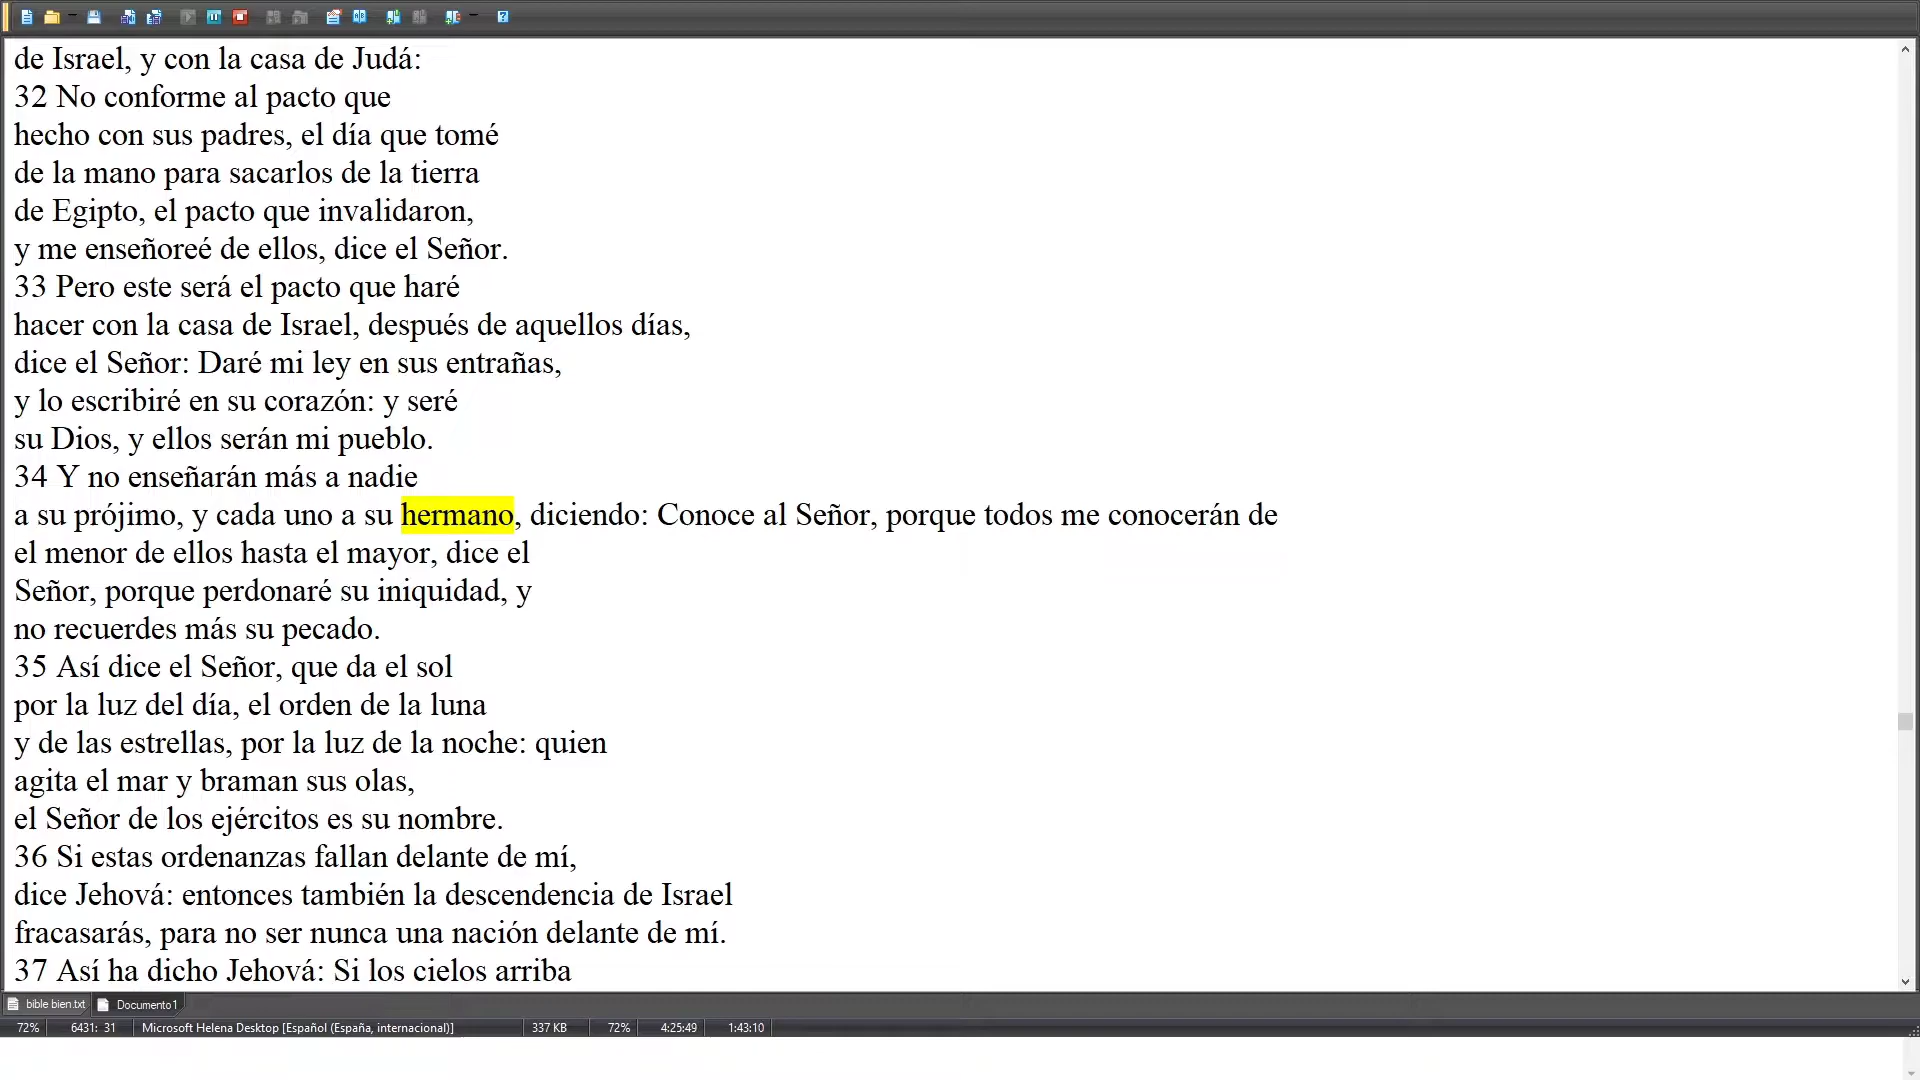 de Israel, y con la casa de Judá:
32 No conforme al pacto que
hecho con sus padres, el día que tomé
de la mano para sacarlos de la tierra
de Egipto, el pacto que invalidaron,
y me enseñoreé de ellos, dice el Señor.
33 Pero este será el pacto que haré
hacer con la casa de Israel, después de aquellos días,
dice el Señor: Daré mi ley en sus entrañas,
y lo escribiré en su corazón: y seré
su Dios, y ellos serán mi pueblo.
34 Y no enseñarán más a nadie
a su prójimo, y cada uno a su hermano, diciendo: Conoce al Señor, porque todos me conocerán de
el menor de ellos hasta el mayor, dice el
Señor, porque perdonaré su iniquidad, y
no recuerdes más su pecado.
35 Así dice el Señor, que da el sol
por la luz del día, el orden de la luna
y de las estrellas, por la luz de la noche: quien
agita el mar y braman sus olas,
el Señor de los ejércitos es su nombre.
36 Si estas ordenanzas fallan delante de mí,
dice Jehová: entonces también la descendencia de Israel
fracasarás, para no ser nunca una nación delante de mí.
37 Así ha dicho Jehová: Si los cielos arriba
bible bien.txt Documento1
72% 6431: 31 Microsoft Helena Desktop [Español (España, internacional)] 337 KB 72% 4:25:49 1:43:10